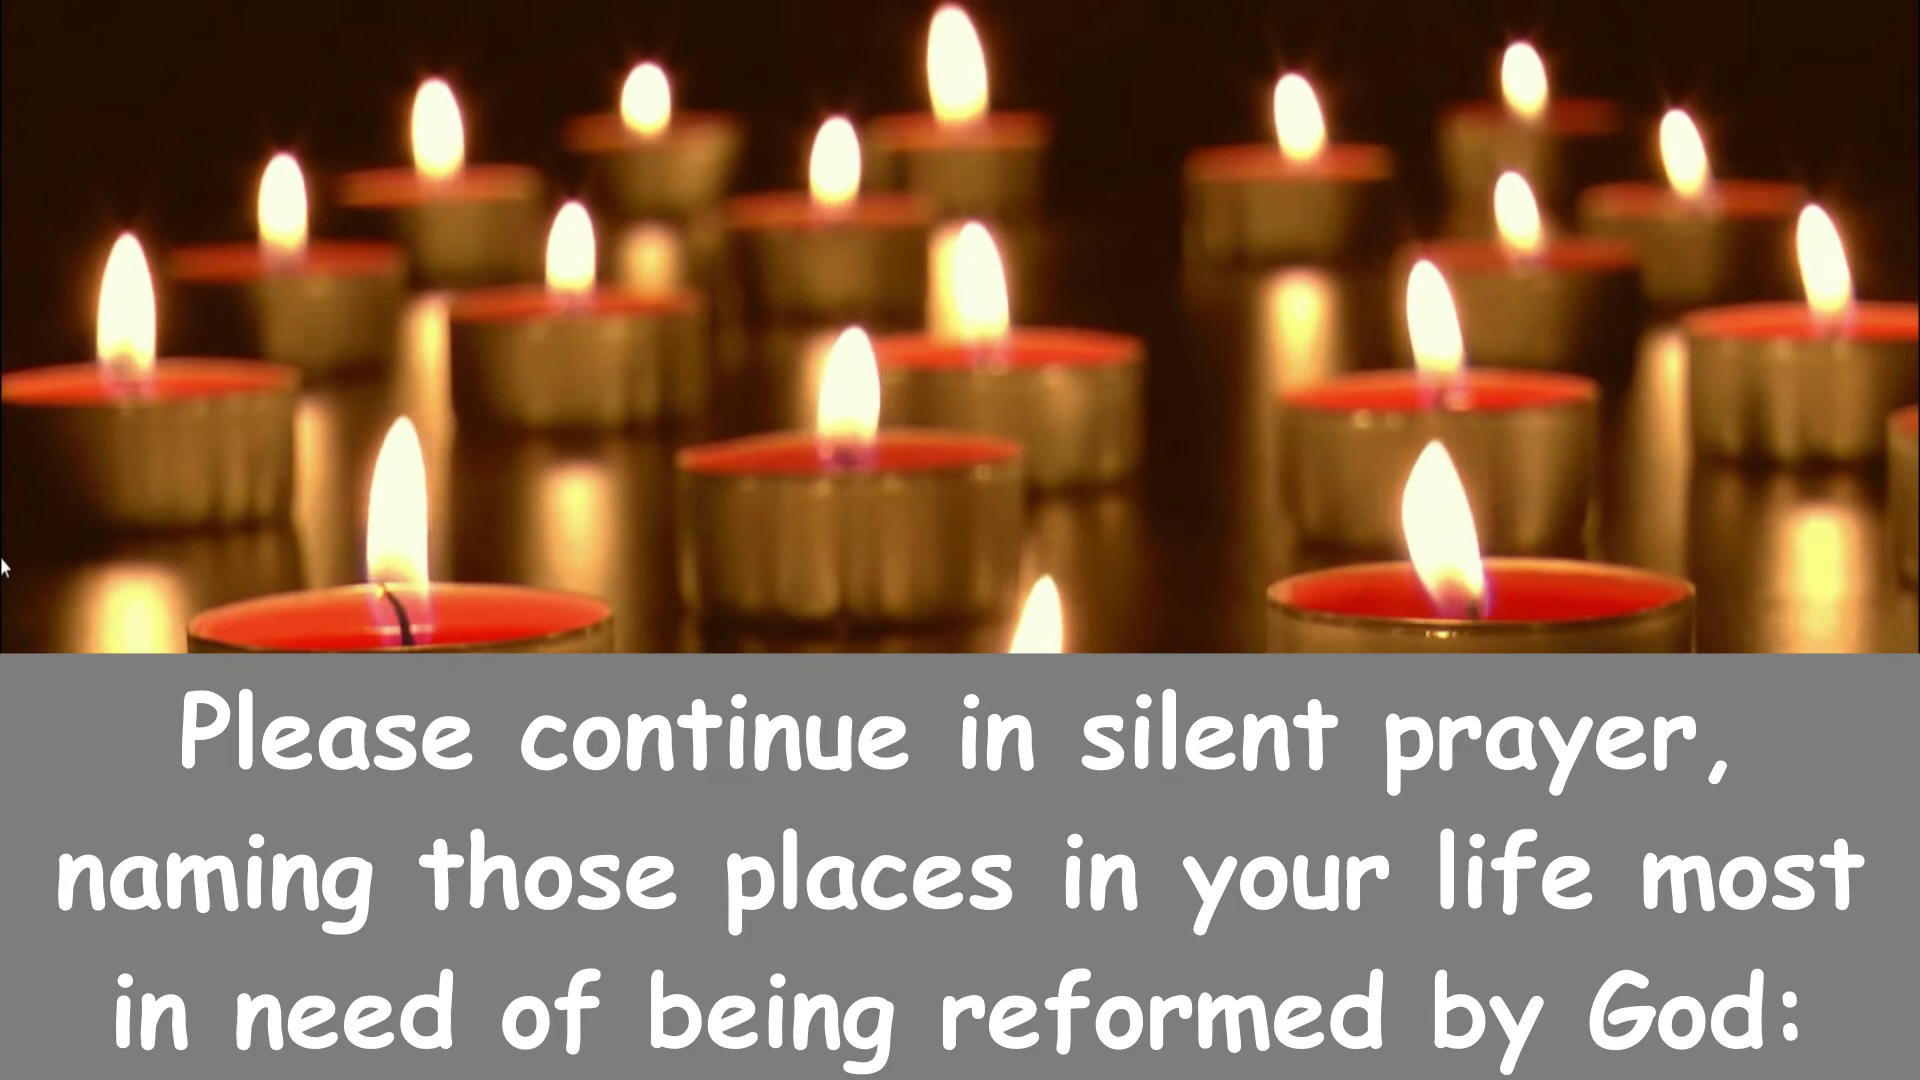 Please continue in silent prayer,
naming those places in your life most
in need of being reformed by God: